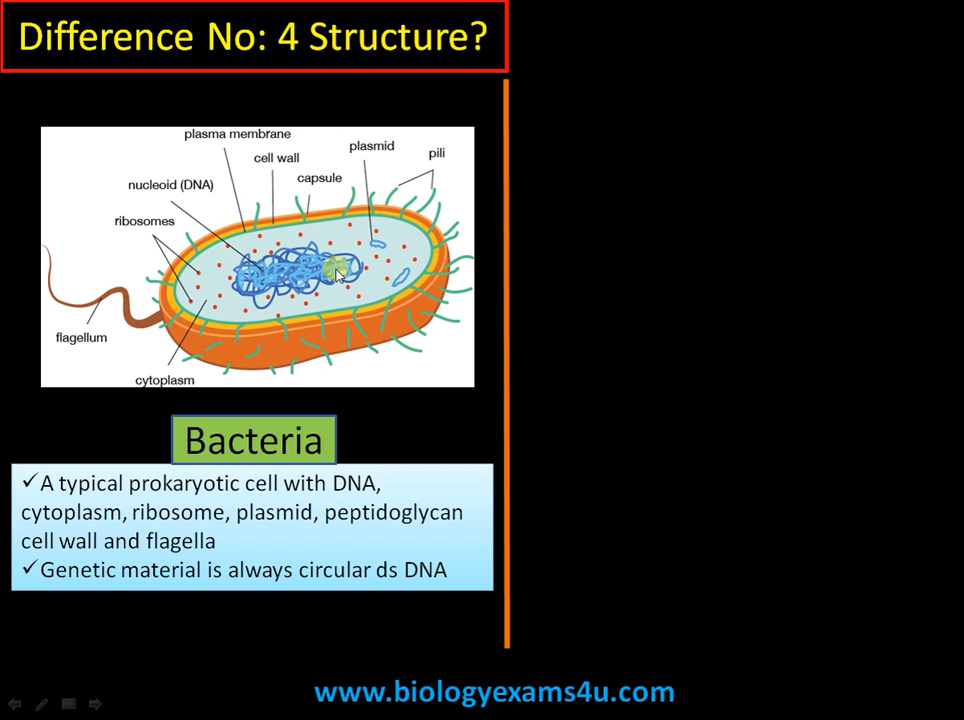 Difference No: 4 Structure?
plasma membrane
cell wall
plasmid
pili
capsule
nucleoid (DNA)
ribosomes
flagellum
cytoplasm
Bacteria
✓A typical prokaryotic cell with DNA,
cytoplasm, ribosome, plasmid, peptidoglycan
cell wall and flagella
✓Genetic material is always circular ds DNA
www.biologyexams4u.com